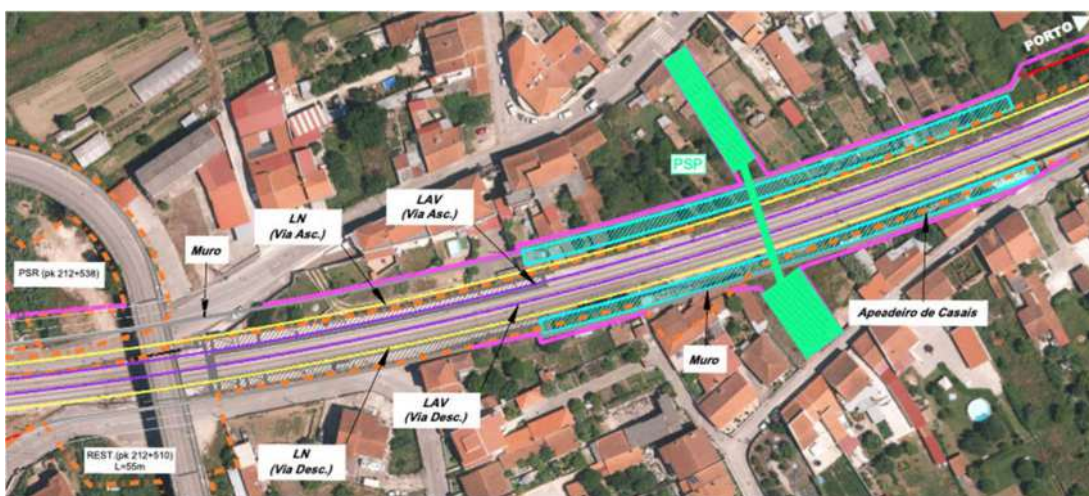 PORTO
PSP
LAV
(Via Asc.)
LN
(Via Asc.)
Muro
PSR (pk 212+538)
Apeadeiro de Casais
Muro
LAV
(Via Desc.)
REST.(pk 212+510)
L=55m
LN
(Via Desc.)